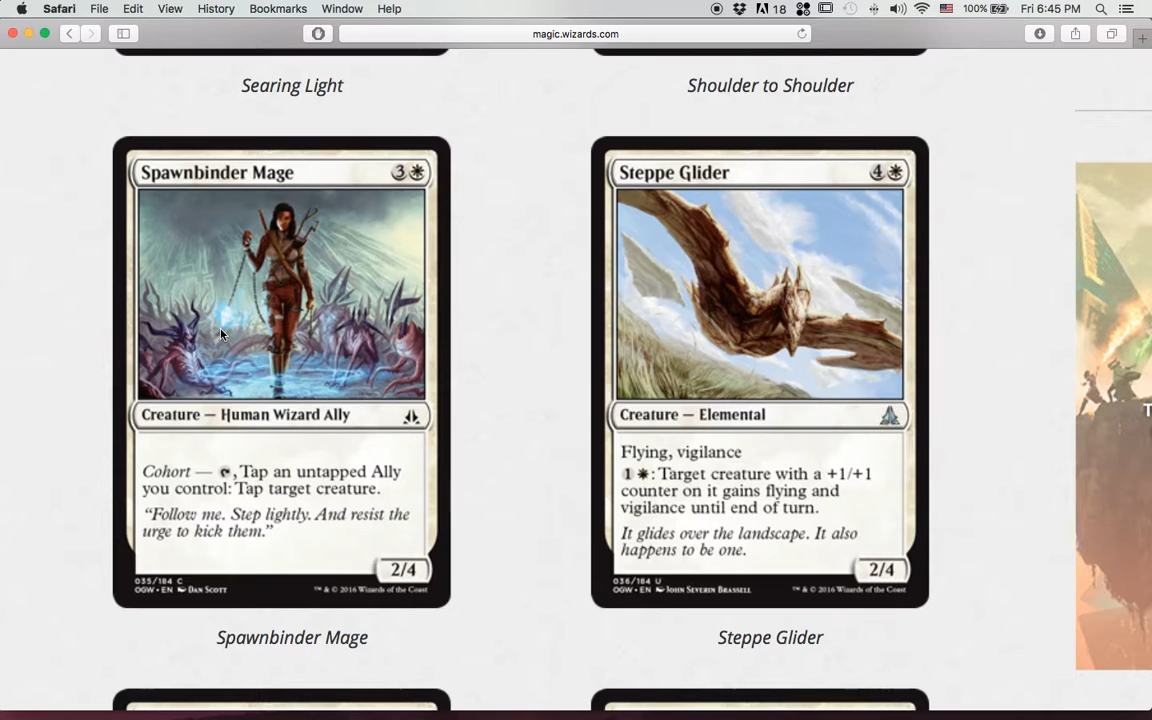 Safari File Edit View History Bookmarks Window Help 18 100% Fri 6:45 PM
magic.wizards.com
Searing Light
Shoulder to Shoulder
Spawnbinder Mage 3
Creature — Human Wizard Ally
Cohort — , Tap an untapped Ally
you control: Tap target creature.
“Follow me. Step lightly. And resist the
urge to kick them.”
2/4
035/184 C
OGW • EN DAN SCOTT ™ & © 2016 Wizards of the Coast
Spawnbinder Mage
Steppe Glider 4
Creature — Elemental
Flying, vigilance
1 : Target creature with a +1/+1
counter on it gains flying and
vigilance until end of turn.
It glides over the landscape. It also
happens to be one.
2/4
036/184 U
OGW • EN JOHN SEVERIN BRASSELL ™ & © 2016 Wizards of the Coast
Steppe Glider
T